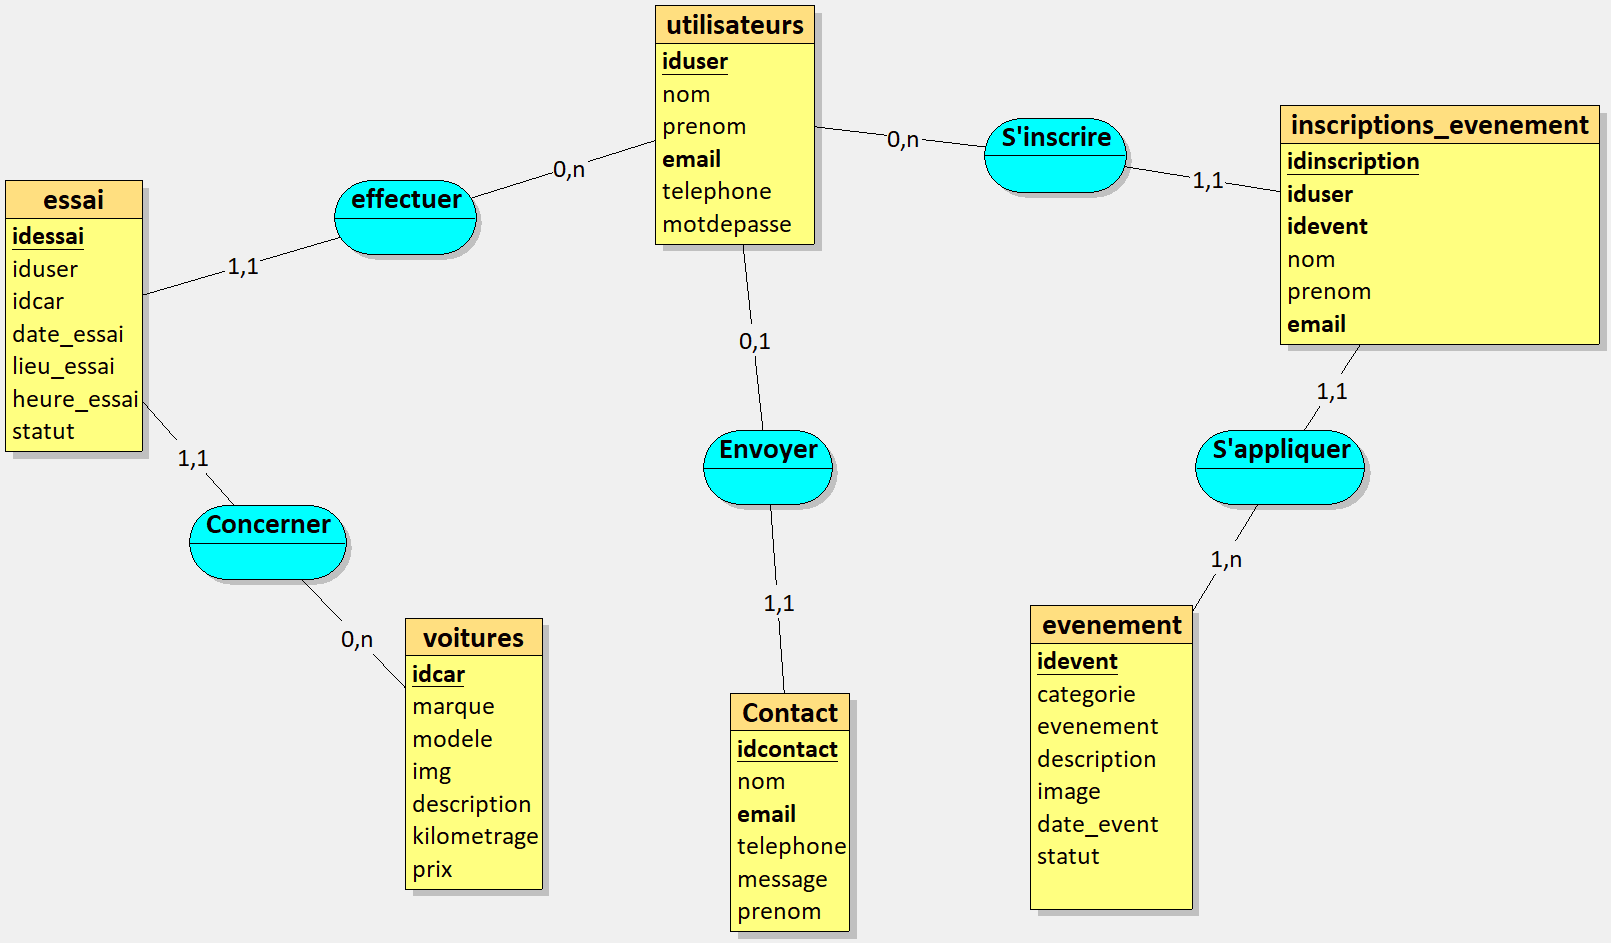 utilisateurs
iduser
nom
prenom
email
telephone
motdepasse
S'inscrire
0,n
1,1
inscriptions_evenement
idinscription
iduser
idevent
nom
prenom
email
effectuer
0,n
1,1
essai
idessai
iduser
idcar
date_essai
lieu_essai
heure_essai
statut
1,1
Concerner
0,n
voitures
idcar
marque
modele
img
description
kilometrage
prix
0,1
Envoyer
1,1
Contact
idcontact
nom
email
telephone
message
prenom
1,1
S'appliquer
1,n
evenement
idevent
categorie
evenement
description
image
date_event
statut